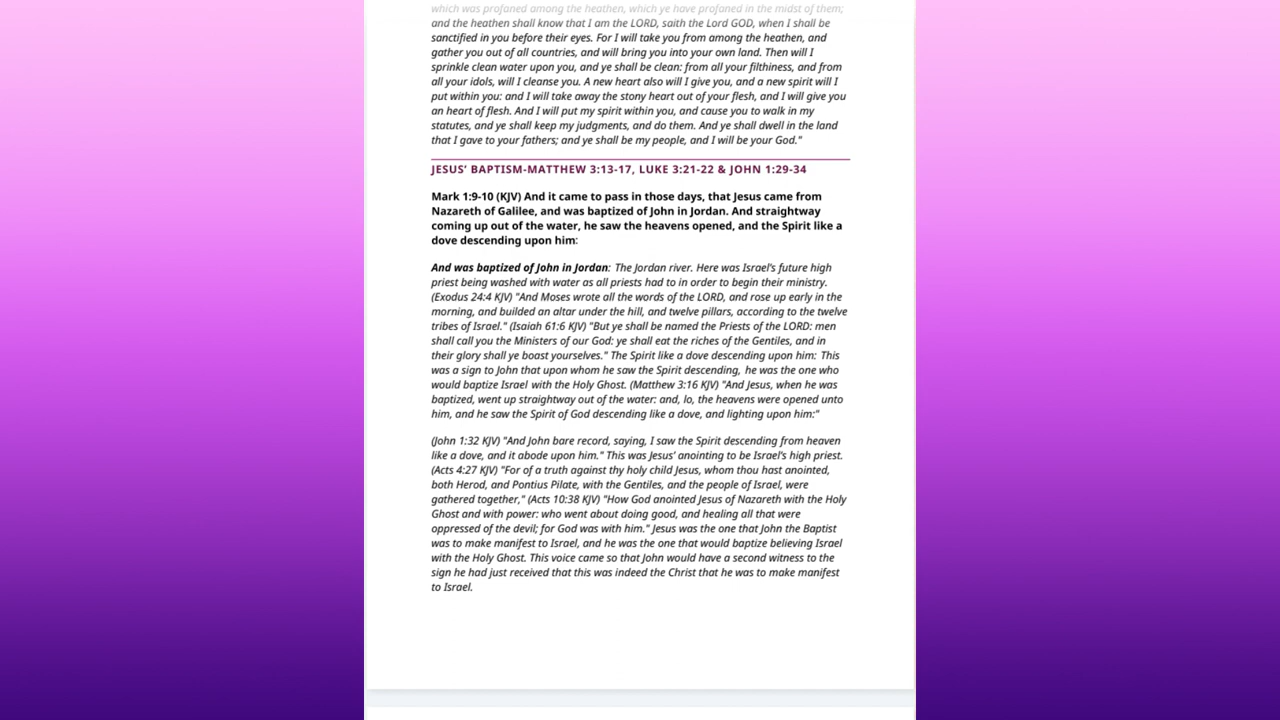 which was profaned among the heathen, which ye have profaned in the midst of them;
and the heathen shall know that I am the LORD, saith the Lord GOD, when I shall be
sanctified in you before their eyes. For I will take you from among the heathen, and
gather you out of all countries, and will bring you into your own land. Then will I
sprinkle clean water upon you, and ye shall be clean: from all your filthiness, and from
all your idols, will I cleanse you. A new heart also will I give you, and a new spirit will I
put within you: and I will take away the stony heart out of your flesh, and I will give you
an heart of flesh. And I will put my spirit within you, and cause you to walk in my
statutes, and ye shall keep my judgments, and do them. And ye shall dwell in the land
that I gave to your fathers; and ye shall be my people, and I will be your God."
JESUS’ BAPTISM-MATTHEW 3:13-17, LUKE 3:21-22 & JOHN 1:29-34
Mark 1:9-10 (KJV) And it came to pass in those days, that Jesus came from
Nazareth of Galilee, and was baptized of John in Jordan. And straightway
coming up out of the water, he saw the heavens opened, and the Spirit like a
dove descending upon him:
And was baptized of John in Jordan: The Jordan river. Here was Israel’s future high
priest being washed with water as all priests had to in order to begin their ministry.
(Exodus 24:4 KJV) "And Moses wrote all the words of the LORD, and rose up early in the
morning, and builded an altar under the hill, and twelve pillars, according to the twelve
tribes of Israel." (Isaiah 61:6 KJV) "But ye shall be named the Priests of the LORD: men
shall call you the Ministers of our God: ye shall eat the riches of the Gentiles, and in
their glory shall ye boast yourselves." The Spirit like a dove descending upon him: This
was a sign to John that upon whom he saw the Spirit descending, he was the one who
would baptize Israel with the Holy Ghost. (Matthew 3:16 KJV) "And Jesus, when he was
baptized, went up straightway out of the water: and, lo, the heavens were opened unto
him, and he saw the Spirit of God descending like a dove, and lighting upon him:"
(John 1:32 KJV) "And John bare record, saying, I saw the Spirit descending from heaven
like a dove, and it abode upon him." This was Jesus’ anointing to be Israel’s high priest.
(Acts 4:27 KJV) "For of a truth against thy holy child Jesus, whom thou hast anointed,
both Herod, and Pontius Pilate, with the Gentiles, and the people of Israel, were
gathered together," (Acts 10:38 KJV) "How God anointed Jesus of Nazareth with the Holy
Ghost and with power: who went about doing good, and healing all that were
oppressed of the devil; for God was with him." Jesus was the one that John the Baptist
was to make manifest to Israel, and he was the one that would baptize believing Israel
with the Holy Ghost. This voice came so that John would have a second witness to the
sign he had just received that this was indeed the Christ that he was to make manifest
to Israel.